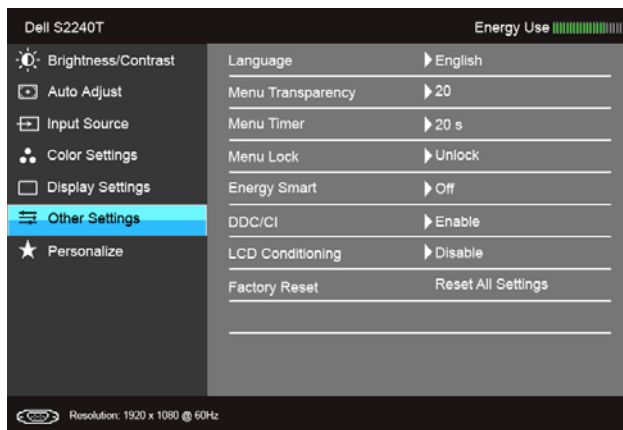 Dell S2240T
Energy Use
Brightness/Contrast
Auto Adjust
Input Source
Color Settings
Display Settings
Other Settings
Personalize
Language English
Menu Transparency 20
Menu Timer 20 s
Menu Lock Unlock
Energy Smart Off
DDC/CI Enable
LCD Conditioning Disable
Factory Reset Reset All Settings
Resolution: 1920 x 1080 @ 60Hz